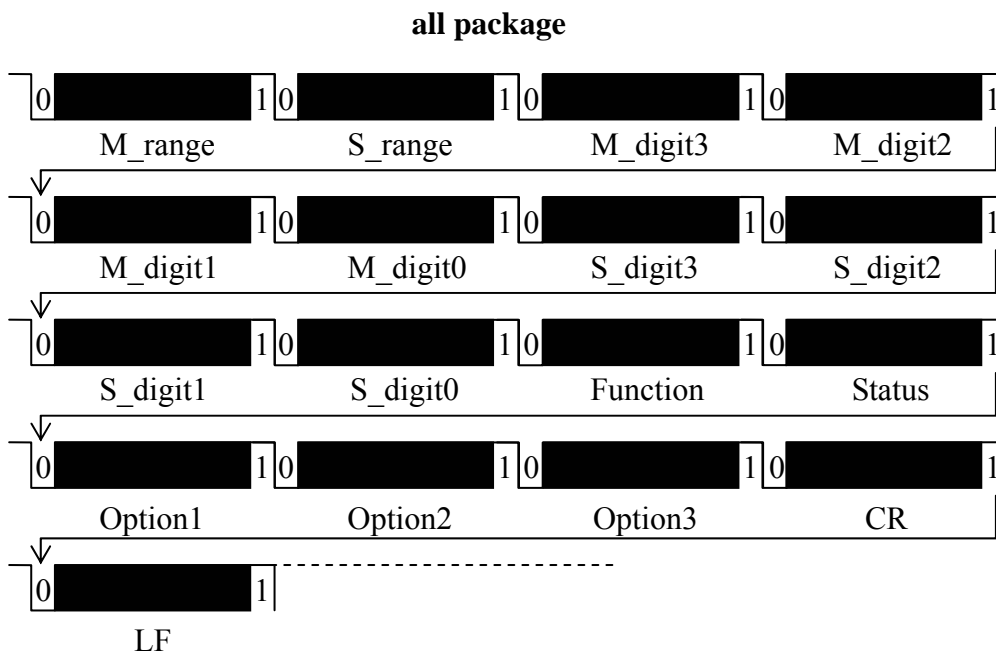 all package
0 1 0 1 0 1 0 1
M_range S_range M_digit3 M_digit2
0 1 0 1 0 1 0 1
M_digit1 M_digit0 S_digit3 S_digit2
0 1 0 1 0 1 0 1
S_digit1 S_digit0 Function Status
0 1 0 1 0 1 0 1
Option1 Option2 Option3 CR
0 1
LF